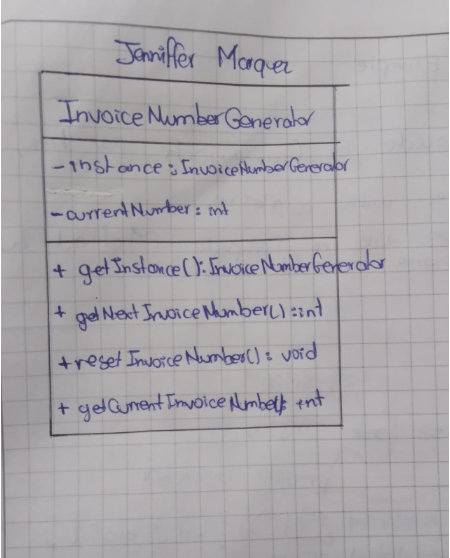 Jenniffer Marquez
InvoiceNumberGenerator
- instance: InvoiceNumberGenerator
- currentNumber: int
+ getInstance(): InvoiceNumberGenerator
+ getNextInvoiceNumber(): int
+ resetInvoiceNumber(): void
+ getCurrentInvoiceNumber(): int